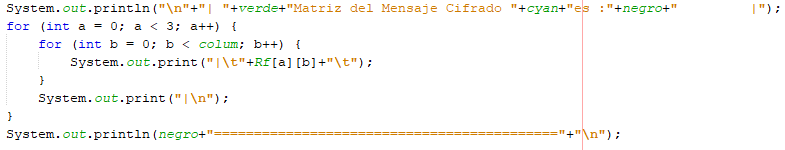 System.out.println("\n"+"| "+verde+"Matriz del Mensaje Cifrado "+cyan+"es :"+negro+"         |");
for (int a = 0; a < 3; a++) {
    for (int b = 0; b < colum; b++) {
        System.out.print("|\t"+Rf[a][b]+"\t");
    }
    System.out.print("|\n");
}
System.out.println(negro+"==========================================="+"\n");